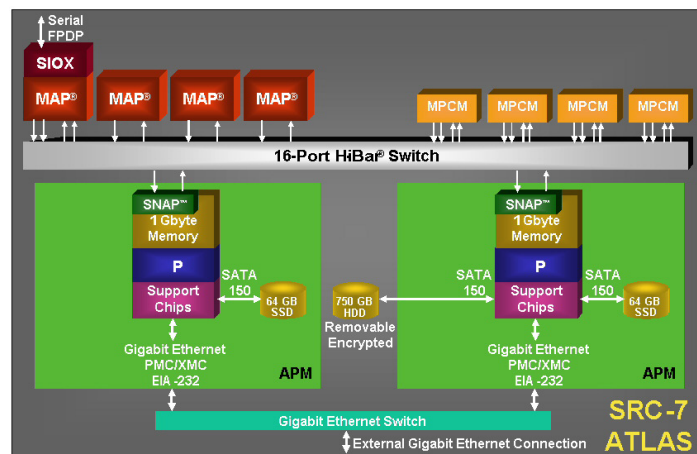 Serial
FPDP
SIOX
MAP®
MAP®
MAP®
MAP®
MPCM
MPCM
MPCM
MPCM
16-Port HiBar® Switch
SNAP™
1 Gbyte
Memory
P
Support
Chips
SATA
150
64 GB
SSD
Gigabit Ethernet
PMC/XMC
EIA -232
APM
750 GB
HDD
Removable
Encrypted
SNAP™
1 Gbyte
Memory
P
Support
Chips
SATA
150
SATA
150
64 GB
SSD
Gigabit Ethernet
PMC/XMC
EIA -232
APM
Gigabit Ethernet Switch
External Gigabit Ethernet Connection
SRC-7
ATLAS